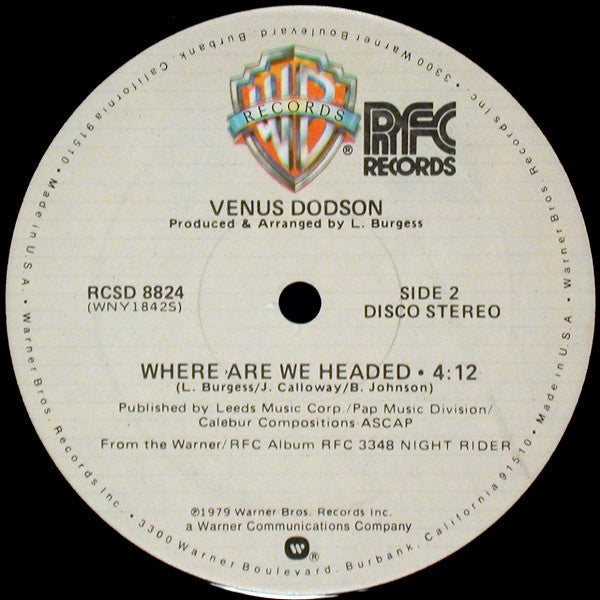 WB
RECORDS
®
RFC
RECORDS
VENUS DODSON
Produced & Arranged by L. Burgess
RCSD 8824
(WNY1842S)
SIDE 2
DISCO STEREO
WHERE ARE WE HEADED • 4:12
(L. Burgess/J. Calloway/B. Johnson)
Published by Leeds Music Corp./Pap Music Division/
Calebur Compositions-ASCAP
From the Warner/RFC Album RFC 3348 NIGHT RIDER
℗1979 Warner Bros. Records Inc.
a Warner Communications Company
W®
Warner Bros. Records Inc. • 3300 Warner Boulevard, Burbank, California 91510 • Made in U.S.A. • Warner Bros. Records Inc. • 3300 Warner Boulevard, Burbank, California 91510 • Made in U.S.A. •